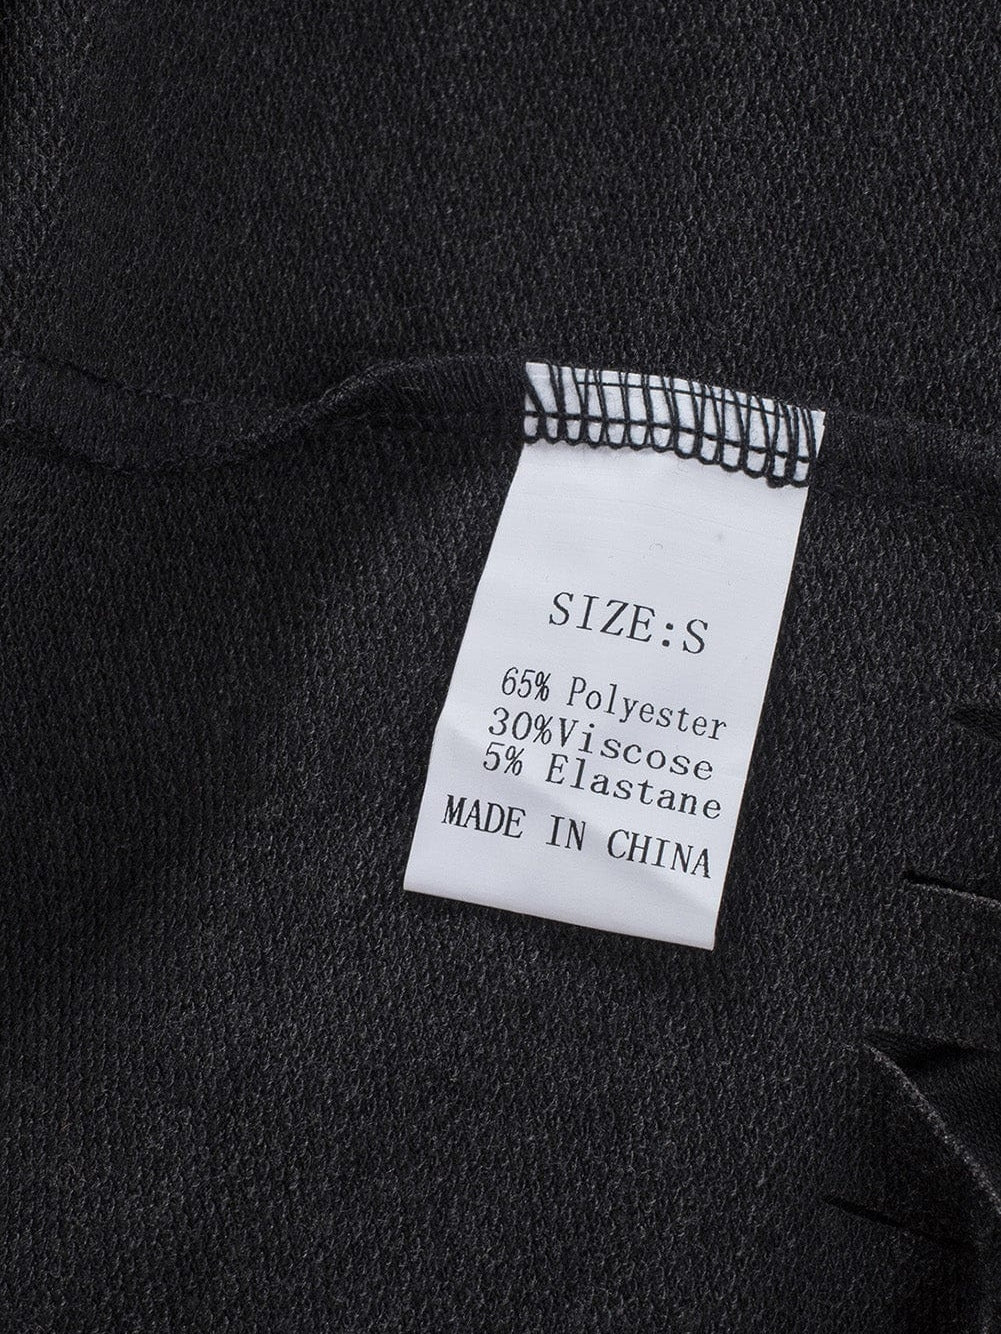 SIZE:S
65% Polyester
30%Viscose
5% Elastane
MADE IN CHINA